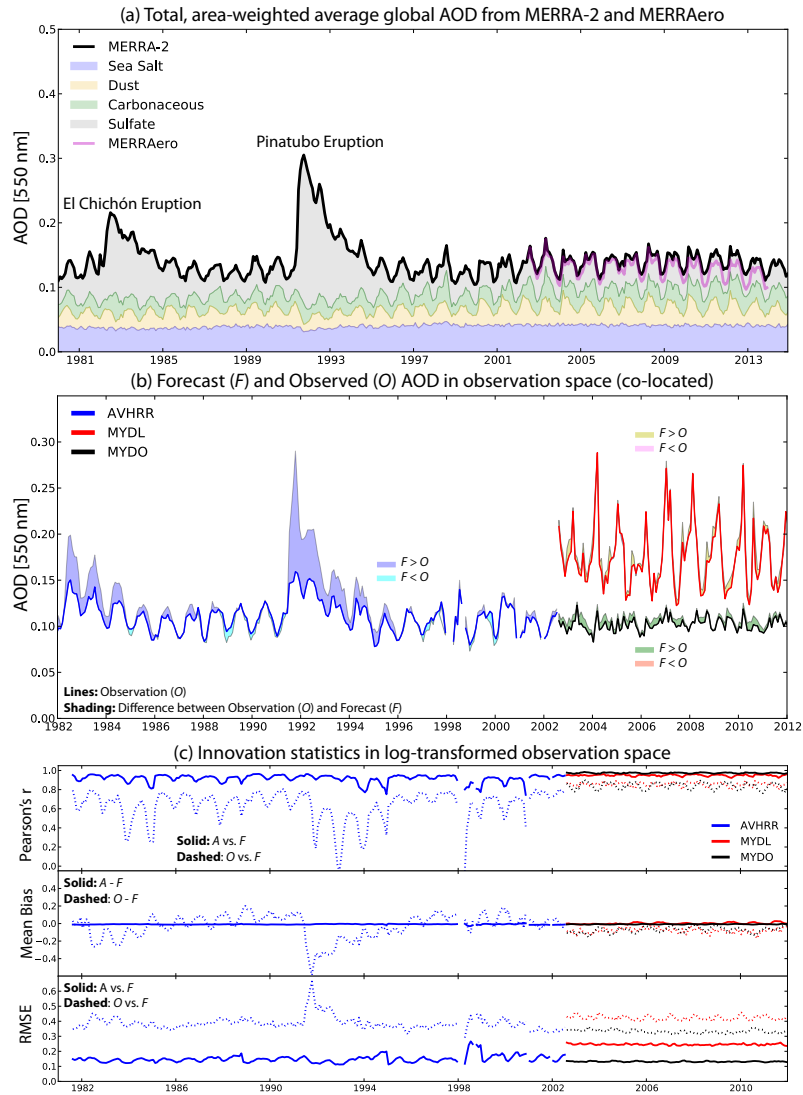 (a) Total, area-weighted average global AOD from MERRA-2 and MERRAero
0.5
0.4
0.3
0.2
0.1
0.0
AOD [550 nm]
MERRA-2
Sea Salt
Dust
Carbonaceous
Sulfate
MERRAero
Pinatubo Eruption
El Chichón Eruption
1981 1985 1989 1993 1997 2001 2005 2009 2013
(b) Forecast (F) and Observed (O) AOD in observation space (co-located)
0.30
0.25
0.20
0.15
0.10
0.05
0.00
AOD [550 nm]
AVHRR
MYDL
MYDO
F > O
F < O
F > O
F < O
F > O
F < O
Lines: Observation (O)
Shading: Difference between Observation (O) and Forecast (F)
1982 1984 1986 1988 1990 1992 1994 1996 1998 2000 2002 2004 2006 2008 2010 2012
(c) Innovation statistics in log-transformed observation space
1.0
0.8
0.6
0.4
0.2
0.0
Pearson's r
Solid: A vs. F
Dashed: O vs. F
AVHRR
MYDL
MYDO
0.4
0.2
0.0
−0.2
−0.4
Mean Bias
Solid: A - F
Dashed: O - F
0.6
0.5
0.4
0.3
0.2
0.1
0.0
RMSE
Solid: A vs. F
Dashed: O vs. F
1982 1986 1990 1994 1998 2002 2006 2010